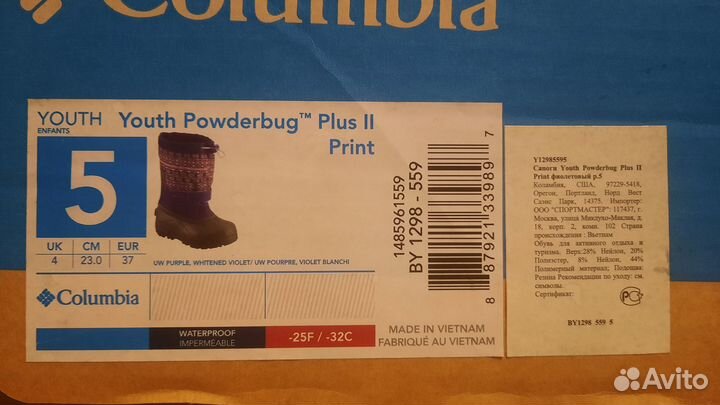 Columbia
YOUTH
ENFANTS
5
UK CM EUR
4 23.0 37
Youth Powderbug™ Plus II
Print
UW PURPLE, WHITENED VIOLET/ UW POURPRE, VIOLET BLANCHI
Columbia
WATERPROOF
IMPERMÉABLE
-25F / -32C
MADE IN VIETNAM
FABRIQUÉ AU VIETNAM
1485961559
BY 1298 - 559
8 87921 33989 7
Y12985595
Сапоги Youth Powderbug Plus II
Print фиолетовый р.5
Коламбия, США, 97229-5418,
Орегон, Портланд, Норд Вест
Саэнс Парк, 14375. Импортер:
ООО "СПОРТМАСТЕР" 117437, г.
Москва, улица Миклухо-Маклая, д.
18, корп. 2, комн. 102 Страна
происхождения : Вьетнам
Обувь для активного отдыха и
туризма. Верх:28% Нейлон, 20%
Полиэстер, 8% Нейлон, 44%
Полимерный материал; Подошва:
Резина Рекомендации по уходу: см.
символы.
Сертификат:
BY1298 559 5
Avito